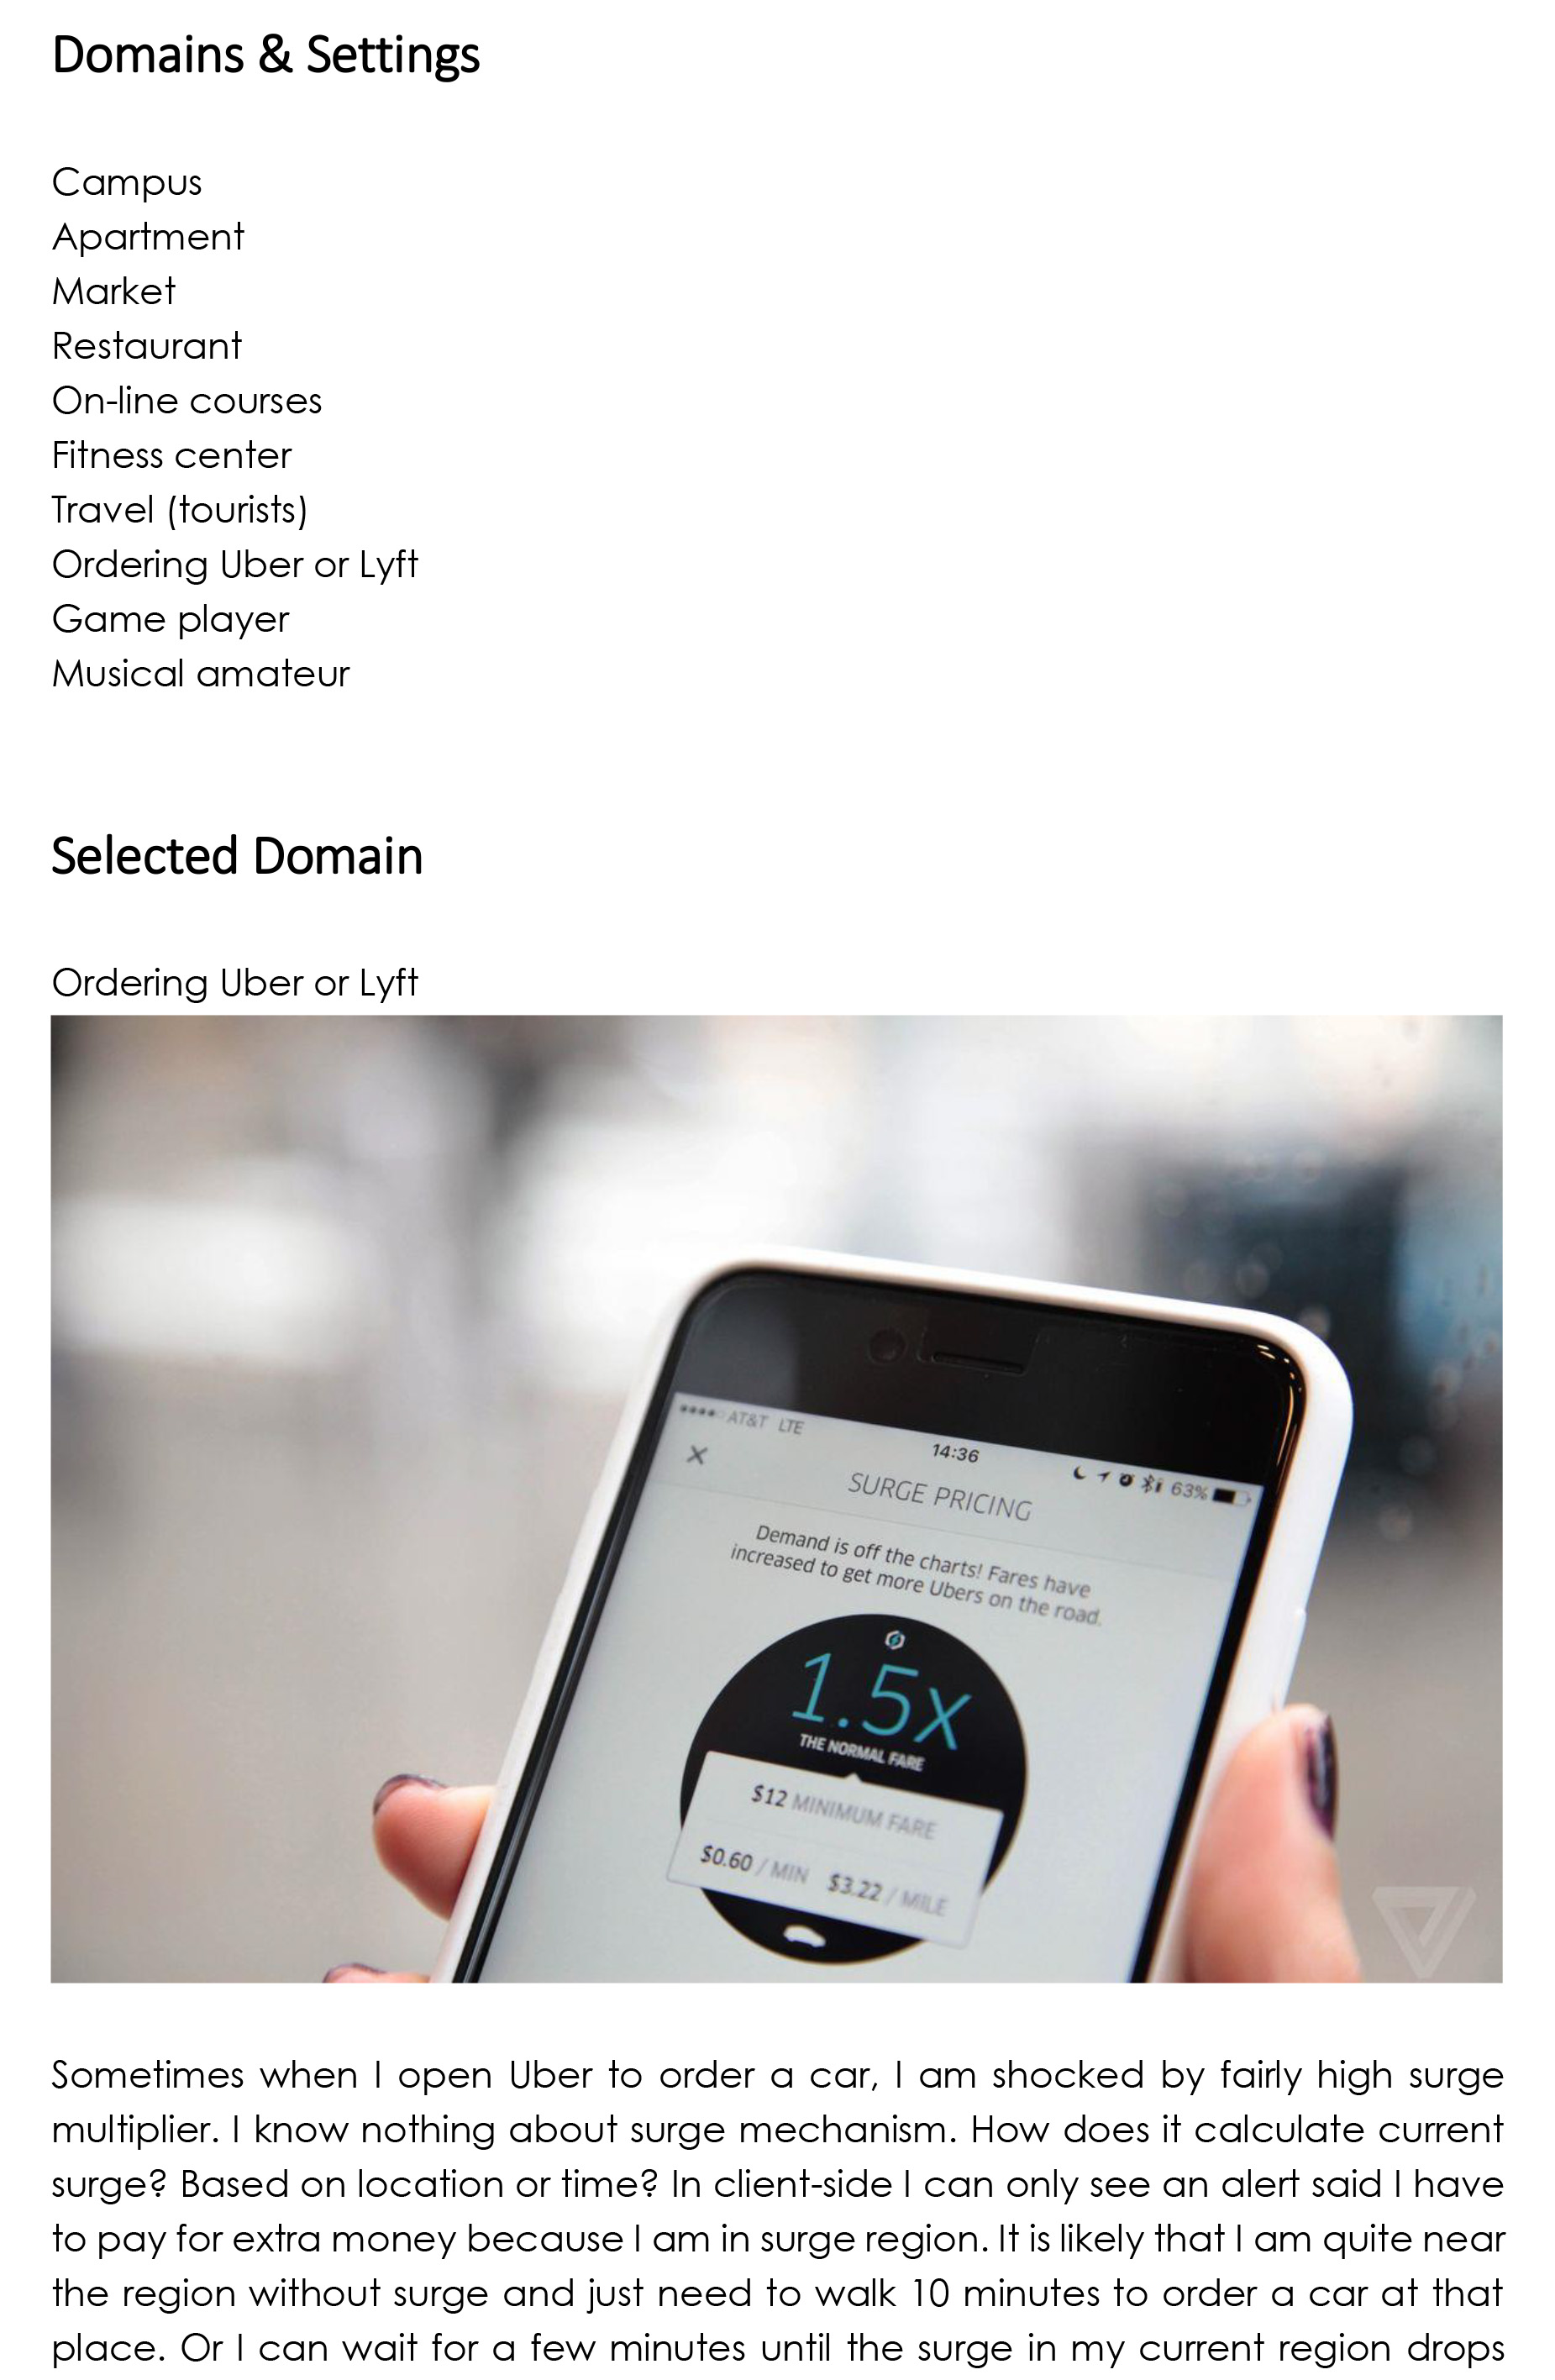 Domains & Settings
Campus
Apartment
Market
Restaurant
On-line courses
Fitness center
Travel (tourists)
Ordering Uber or Lyft
Game player
Musical amateur
Selected Domain
Ordering Uber or Lyft
AT&T LTE
14:36
63%
SURGE PRICING
Demand is off the charts! Fares have
increased to get more Ubers on the road.
1.5x
THE NORMAL FARE
$12 MINIMUM FARE
$0.60 / MIN $3.22 / MILE
Sometimes when I open Uber to order a car, I am shocked by fairly high surge
multiplier. I know nothing about surge mechanism. How does it calculate current
surge? Based on location or time? In client-side I can only see an alert said I have
to pay for extra money because I am in surge region. It is likely that I am quite near
the region without surge and just need to walk 10 minutes to order a car at that
place. Or I can wait for a few minutes until the surge in my current region drops